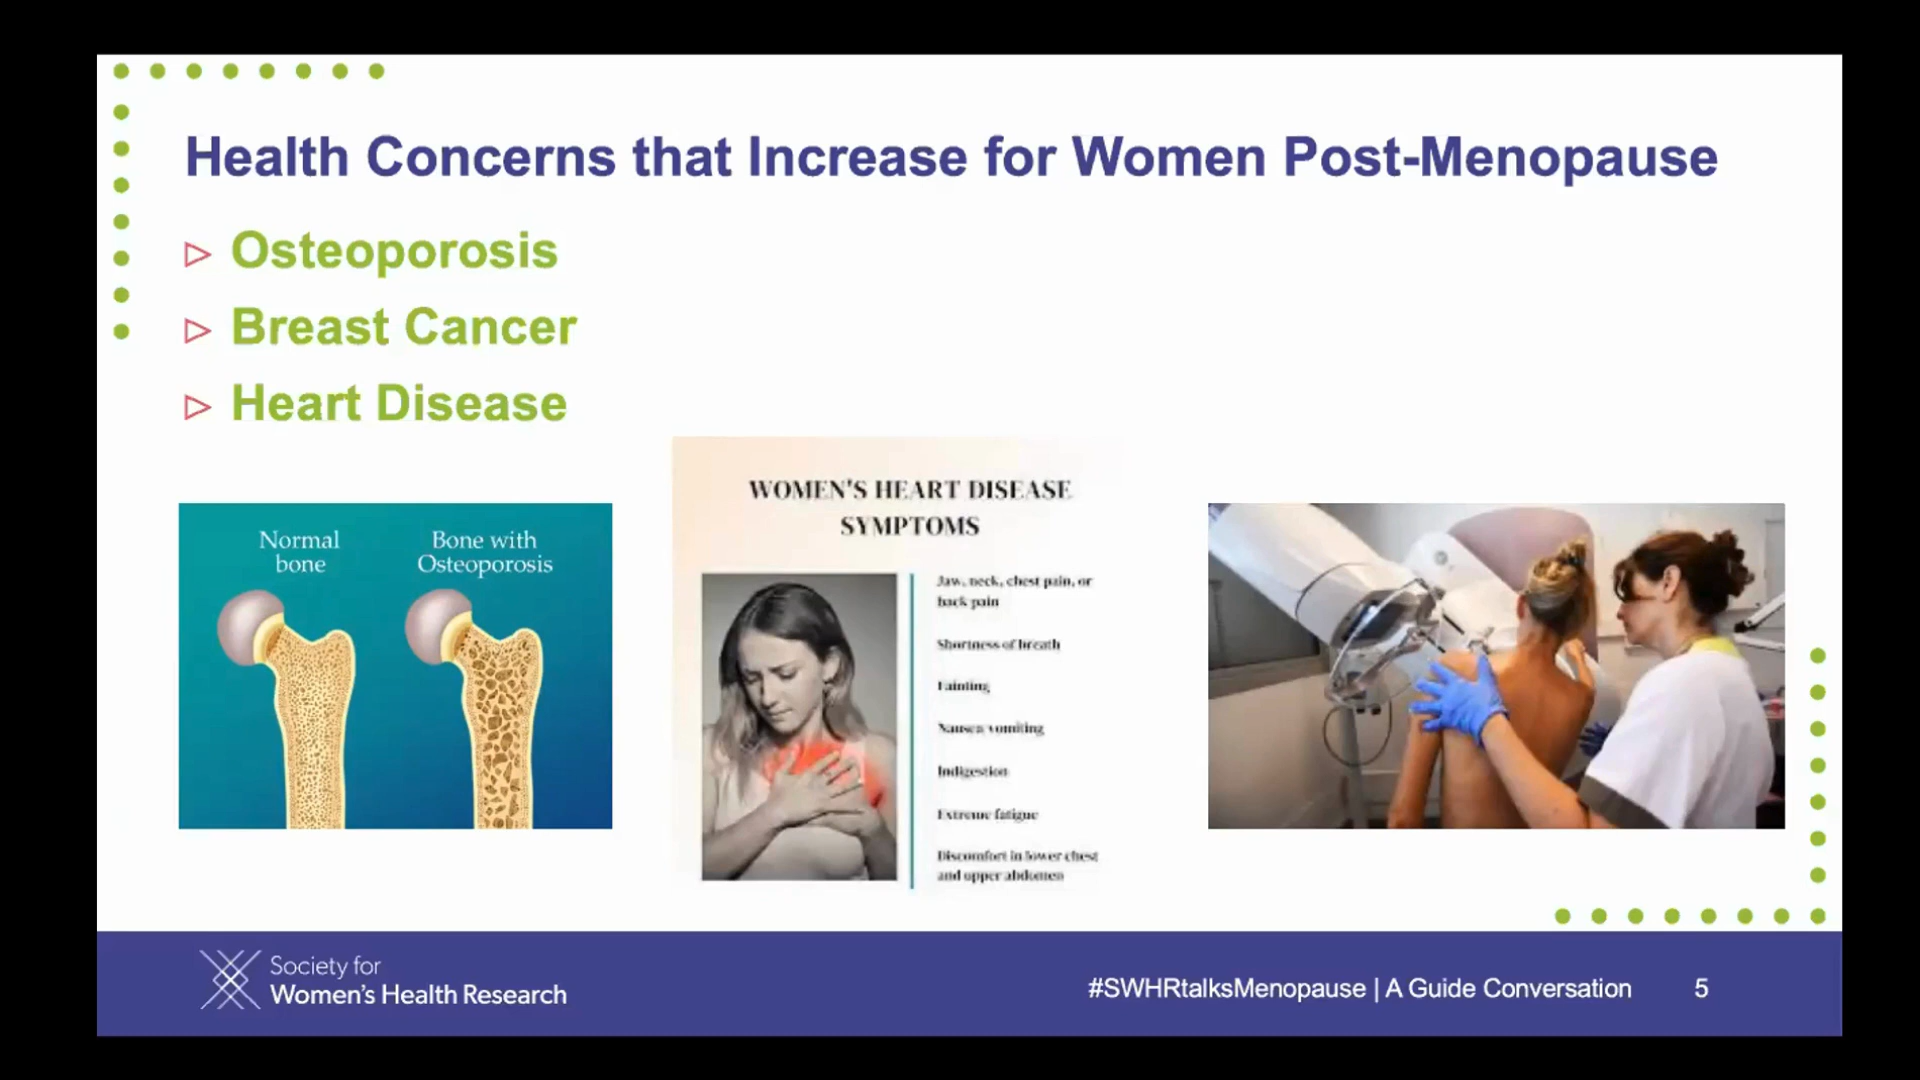 Health Concerns that Increase for Women Post-Menopause
Osteoporosis
Breast Cancer
Heart Disease
Normal
bone
Bone with
Osteoporosis
WOMEN'S HEART DISEASE
SYMPTOMS
Jaw, neck, chest pain, or
back pain
Shortness of breath
Fainting
Nausea vomiting
Indigestion
Extreme fatigue
Discomfort in lower chest
and upper abdomen
Society for
Women's Health Research
#SWHRtalksMenopause | A Guide Conversation
5